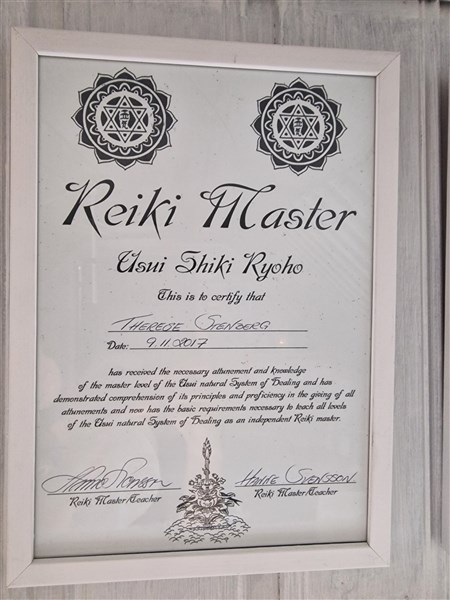 Reiki Master
Usui Shiki Ryoho
This is to certify that
THERESE STENBERG
Date: 9.11.2017
has received the necessary attunement and knowledge
of the master level of the Usui natural System of Healing and has
demonstrated comprehension of its principles and proficiency in the giving of all
attunements and now has the basic requirements necessary to teach all levels
of the Usui natural System of Healing as an independent Reiki master.
HANNE SVENSSON
Reiki Master/Teacher
Reiki Master/Teacher